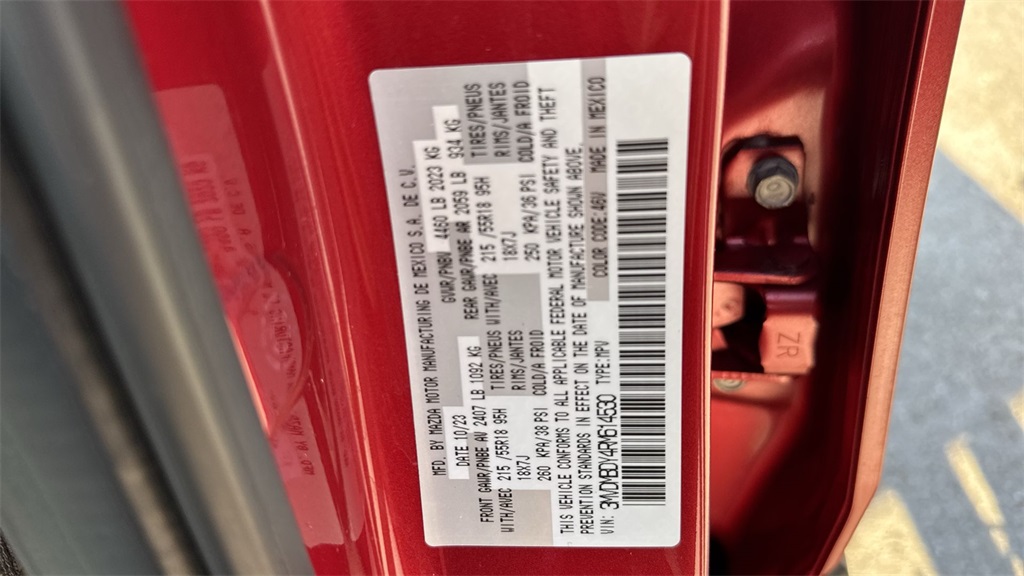 MFD. BY MAZDA MOTOR MANUFACTURING DE MEXICO S.A. DE C.V.
DATE 10/23 GVWR/PNBV 4460 LB 2023 KG
FRONT GAWR/PNBE AV 2407 LB 1092 KG REAR GAWR/PNBE AR 2059 LB 934 KG
WITH/AVEC 215 /55R18 95H TIRES/PNEUS WITH/AVEC 215 /55R18 95H TIRES/PNEUS
18X7J RIMS/JANTES 18X7J RIMS/JANTES
260 KPA/38 PSI COLD/A FROID 250 KPA/36 PSI COLD/A FROID
THIS VEHICLE CONFORMS TO ALL APPLICABLE FEDERAL MOTOR VEHICLE SAFETY AND THEFT
PREVENTION STANDARDS IN EFFECT ON THE DATE OF MANUFACTURE SHOWN ABOVE.
VIN: TYPE:MPV COLOR CODE:46V MADE IN MEXICO
ZR